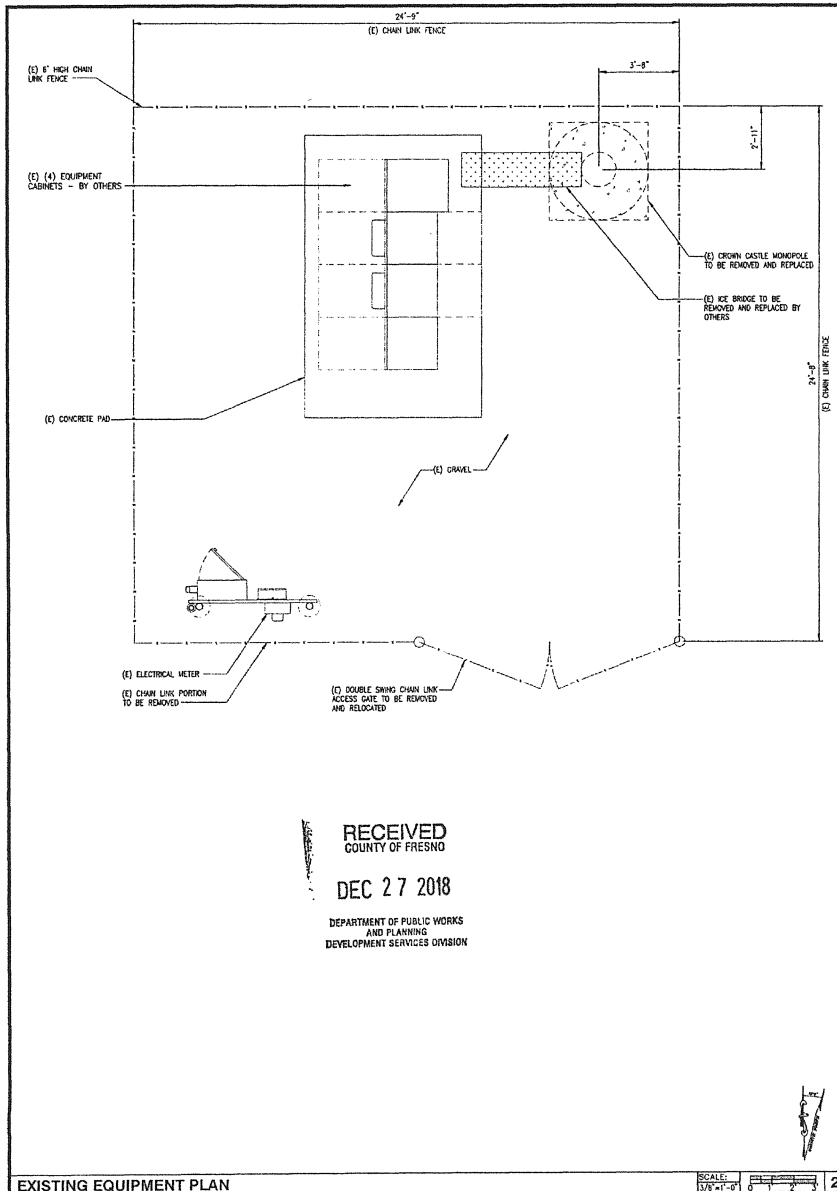 24'-9"
(E) CHAIN LINK FENCE
(E) 6' HIGH CHAIN
LINK FENCE
3'-8"
2'-11"
(E) (4) EQUIPMENT
CABINETS - BY OTHERS
(E) CROWN CASTLE MONOPOLE
TO BE REMOVED AND REPLACED
(E) ICE BRIDGE TO BE
REMOVED AND REPLACED BY
OTHERS
24'-8"
(E) CHAIN LINK FENCE
(E) CONCRETE PAD
(E) GRAVEL
(E) ELECTRICAL METER
(E) CHAIN LINK PORTION
TO BE REMOVED
(E) DOUBLE SWING CHAIN LINK
ACCESS GATE TO BE REMOVED
AND RELOCATED
RECEIVED
COUNTY OF FRESNO
DEC 27 2018
DEPARTMENT OF PUBLIC WORKS
AND PLANNING
DEVELOPMENT SERVICES DIVISION
EXISTING EQUIPMENT PLAN
SCALE:
3/8"=1'-0"
0 1' 2' 3'
2